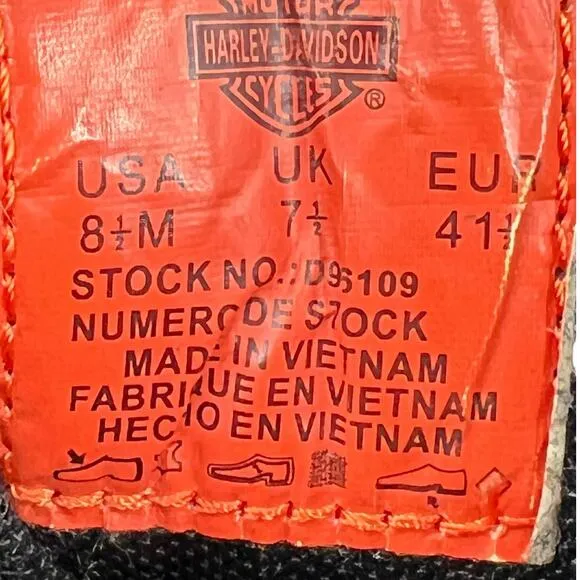 MOTOR
HARLEY-DAVIDSON
CYCLES®
USA UK EUR
8½M 7½ 41½
STOCK NO.: D96109
NUMERO DE STOCK
MADE IN VIETNAM
FABRIQUE EN VIETNAM
HECHO EN VIETNAM